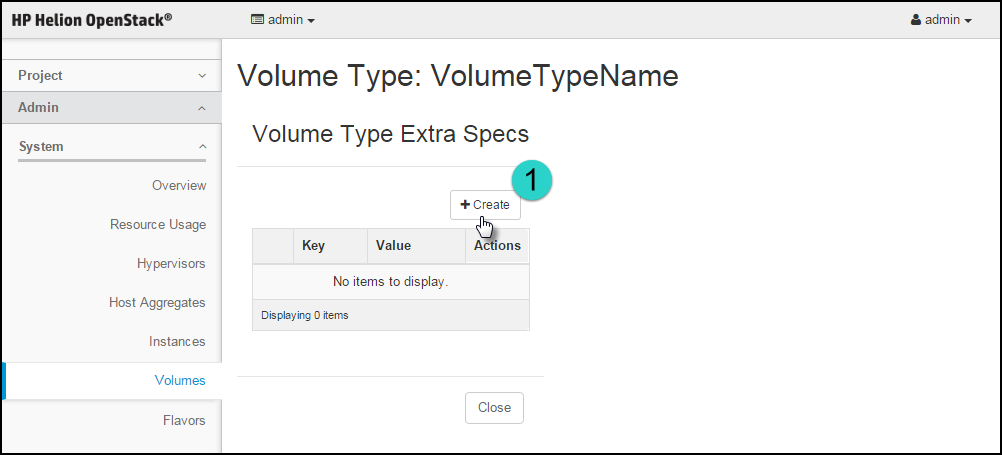 HP Helion OpenStack®
admin
admin
Project
Admin
System
Overview
Resource Usage
Hypervisors
Host Aggregates
Instances
Volumes
Flavors
Volume Type: VolumeTypeName
Volume Type Extra Specs
1
+ Create
Key Value Actions
No items to display.
Displaying 0 items
Close